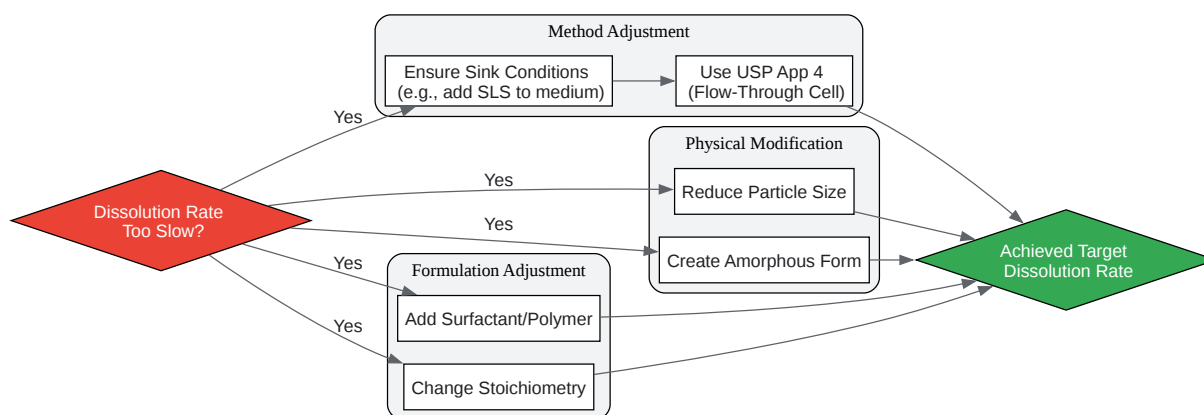 Method Adjustment
Ensure Sink Conditions
(e.g., add SLS to medium)
Use USP App 4
(Flow-Through Cell)
Yes
Physical Modification
Yes
Reduce Particle Size
Dissolution Rate
Too Slow?
Yes
Create Amorphous Form
Achieved Target
Dissolution Rate
Formulation Adjustment
Yes
Add Surfactant/Polymer
Yes
Change Stoichiometry